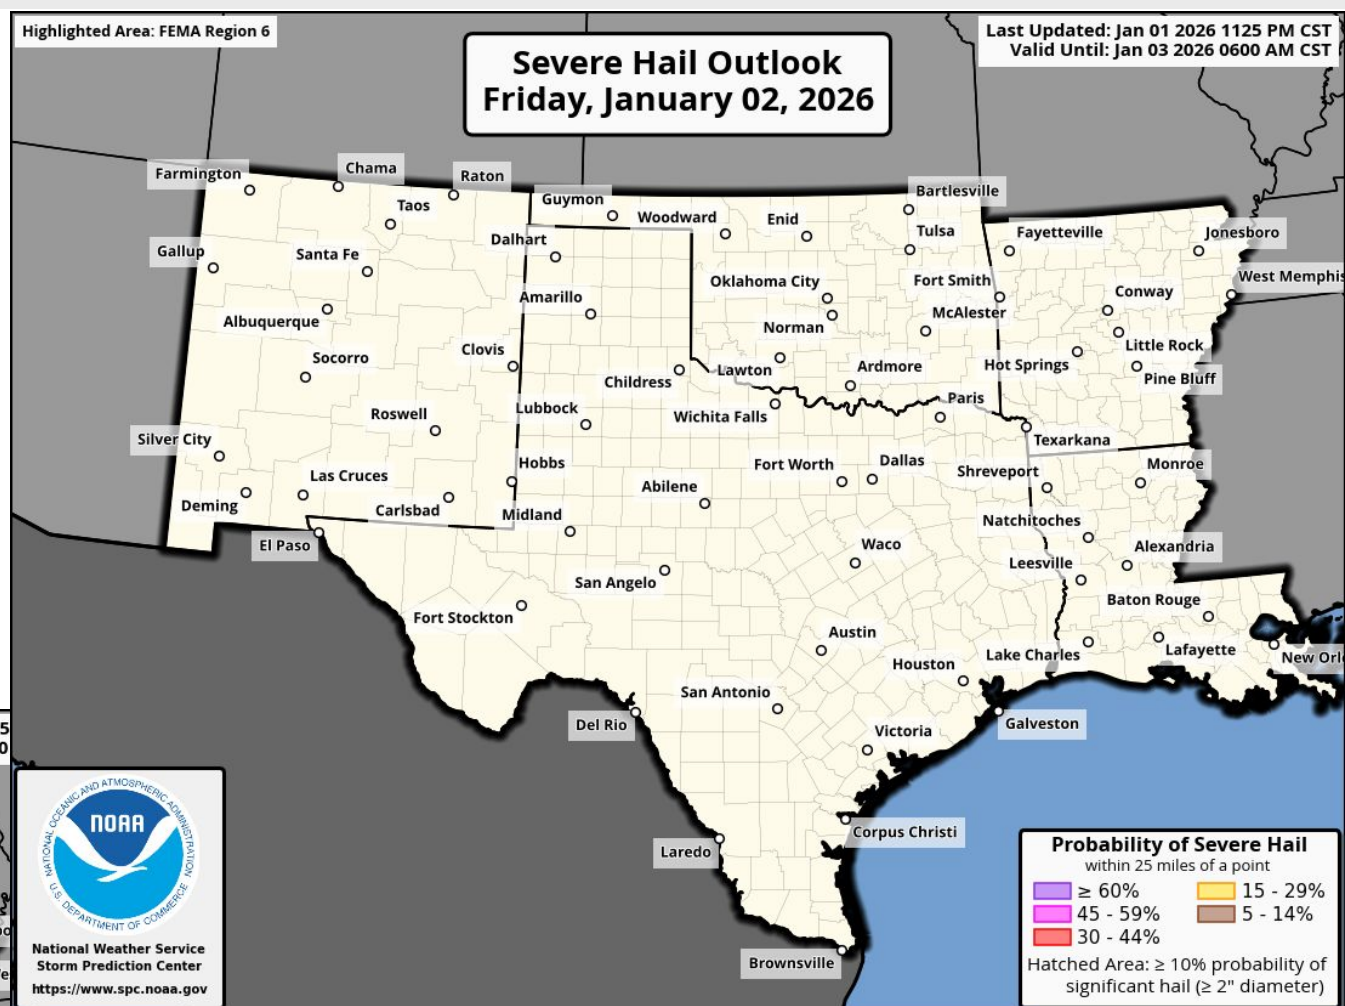 Highlighted Area: FEMA Region 6
Severe Hail Outlook
Friday, January 02, 2026
Last Updated: Jan 01 2026 1125 PM CST
Valid Until: Jan 03 2026 0600 AM CST
Farmington
Chama
Raton
Guymon
Bartlesville
Taos
Woodward
Enid
Tulsa
Fayetteville
Jonesboro
Gallup
Santa Fe
Dalhart
Oklahoma City
Fort Smith
West Memphis
Amarillo
Conway
Albuquerque
Norman
McAlester
Socorro
Clovis
Little Rock
Childress
Lawton
Ardmore
Hot Springs
Pine Bluff
Roswell
Lubbock
Wichita Falls
Paris
Silver City
Texarkana
Las Cruces
Hobbs
Fort Worth
Dallas
Shreveport
Monroe
Deming
Carlsbad
Midland
Abilene
Natchitoches
El Paso
Waco
Alexandria
San Angelo
Leesville
Fort Stockton
Baton Rouge
Austin
Lake Charles
Lafayette
New Orl
Houston
San Antonio
Del Rio
Victoria
Galveston
5
0
Laredo
Corpus Christi
Brownsville
NATIONAL OCEANIC AND ATMOSPHERIC ADMINISTRATION
NOAA
U.S. DEPARTMENT OF COMMERCE
National Weather Service
Storm Prediction Center
https://www.spc.noaa.gov
Probability of Severe Hail
within 25 miles of a point
≥ 60%
15 - 29%
45 - 59%
5 - 14%
30 - 44%
Hatched Area: ≥ 10% probability of
significant hail (≥ 2" diameter)